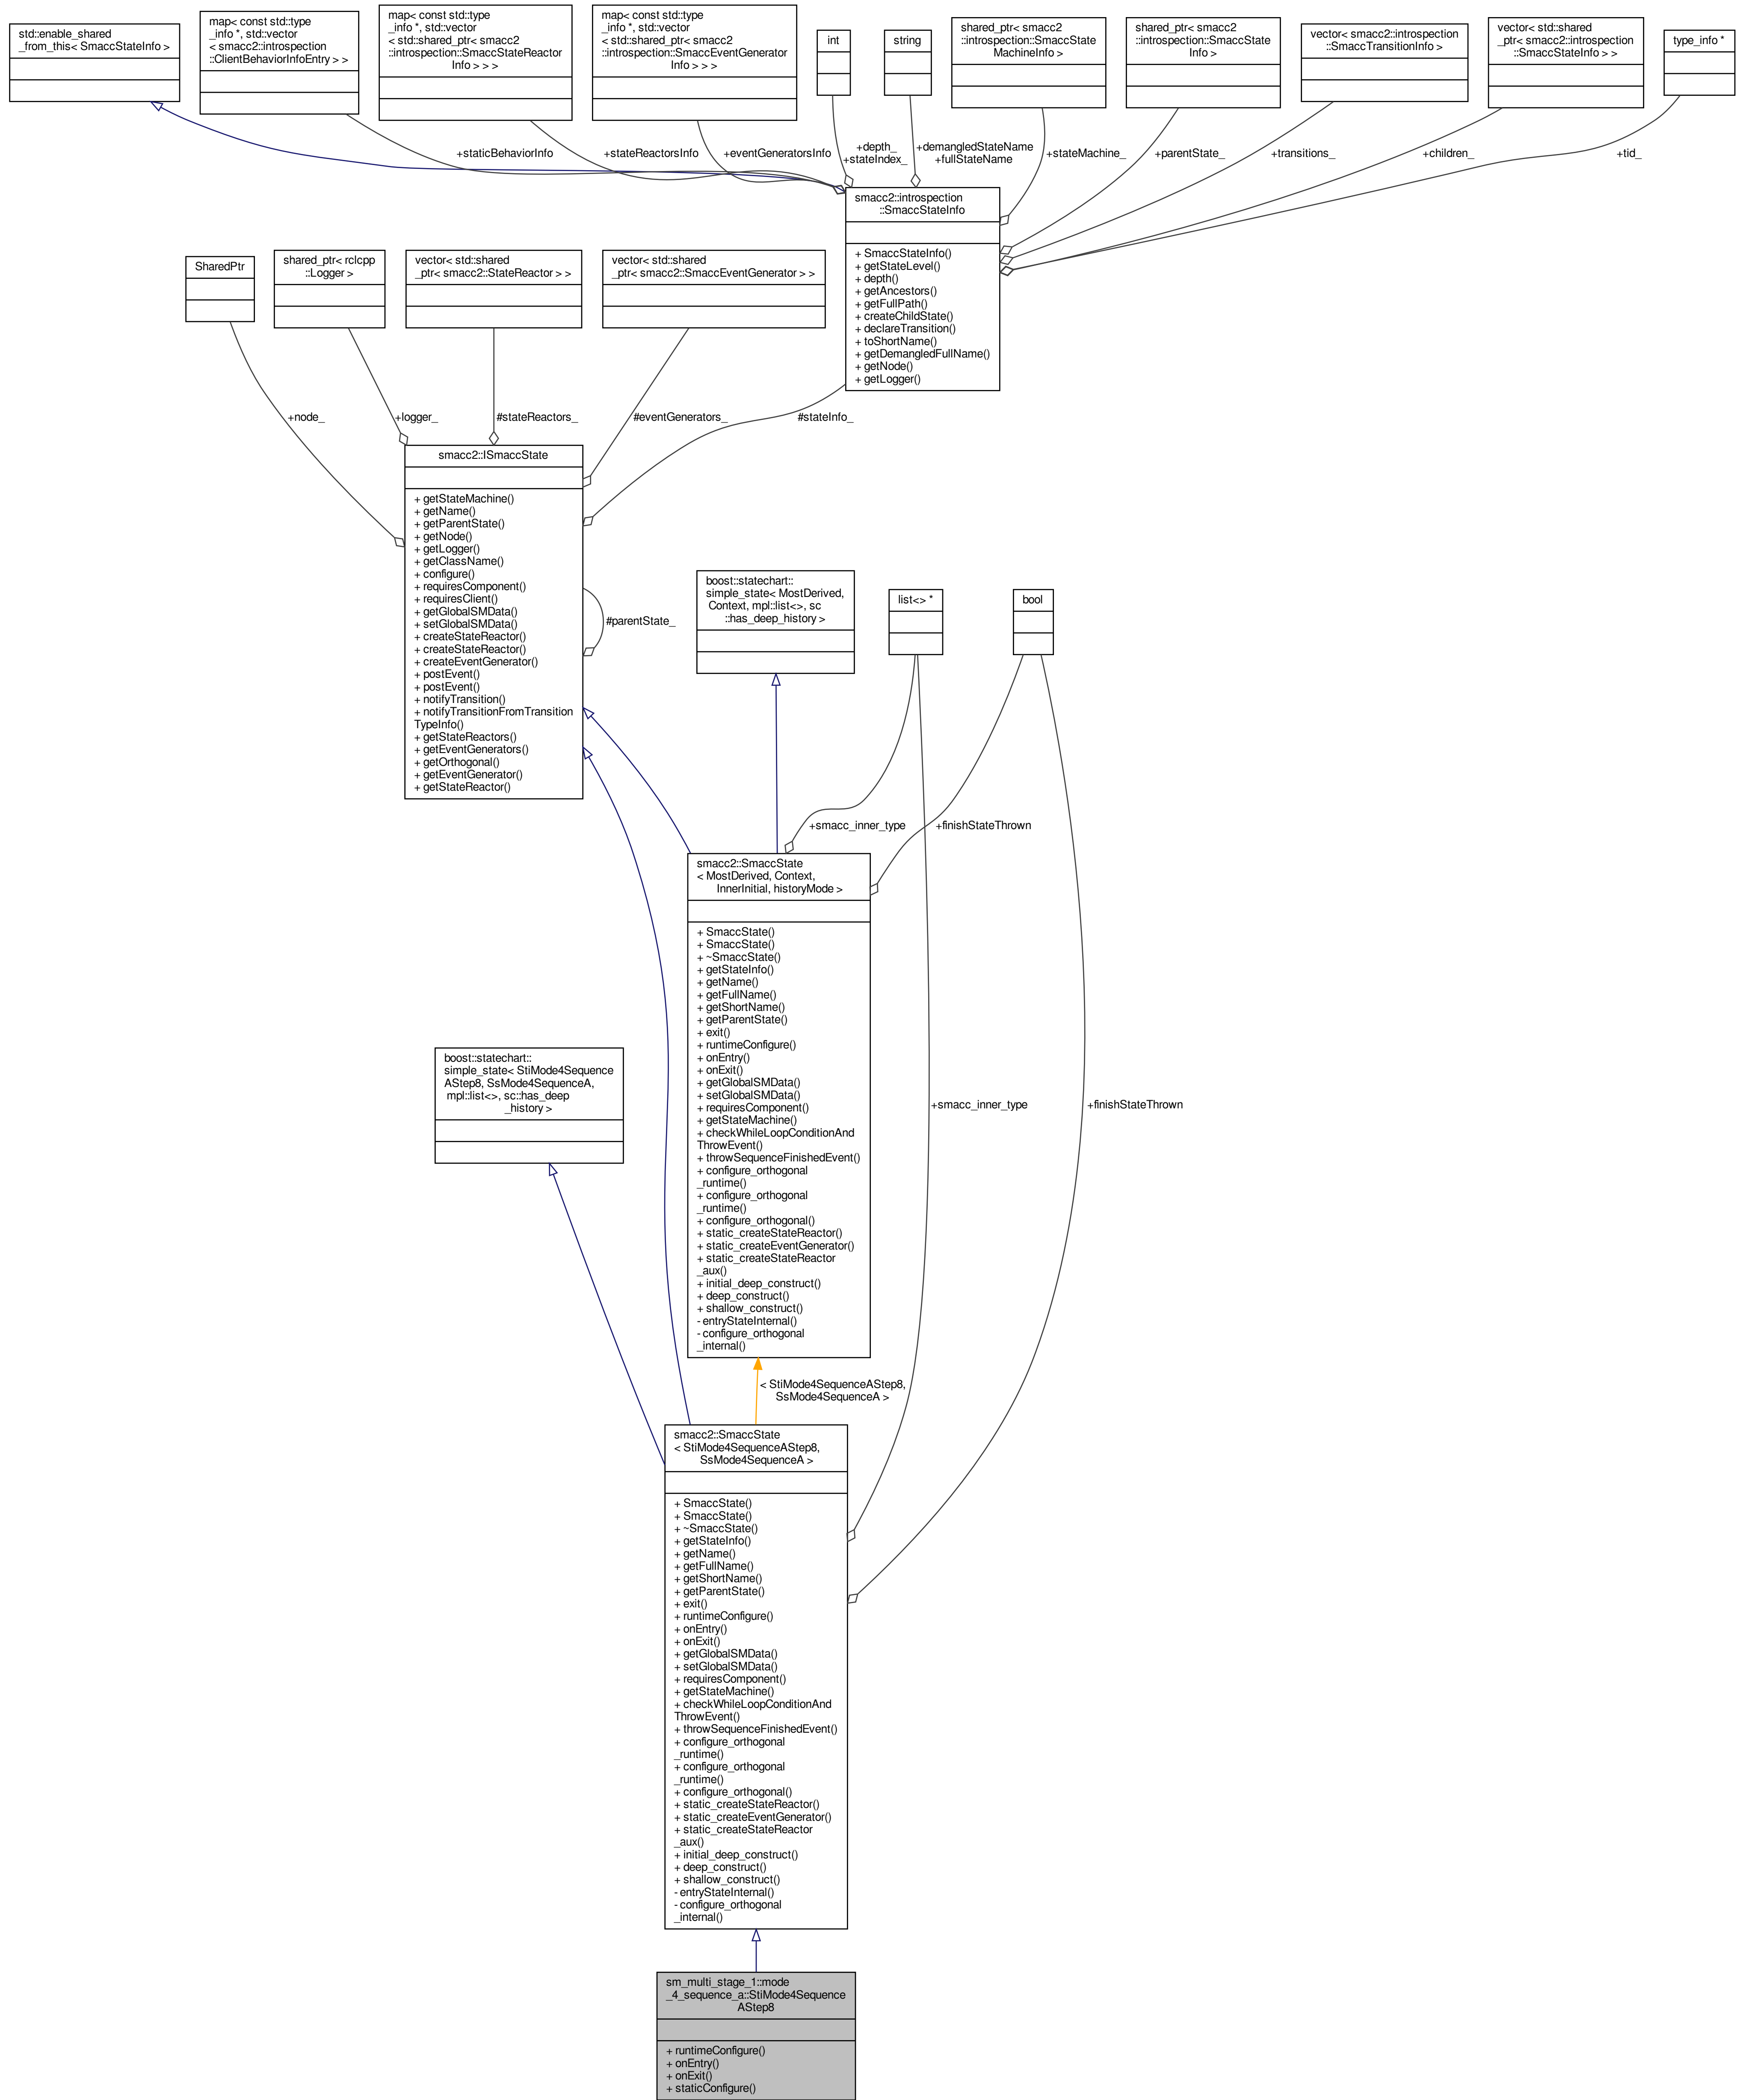 std::enable_shared
_from_this< SmaccStateInfo >
map< const std::type
_info *, std::vector
< smacc2::introspection
::ClientBehaviorInfoEntry > >
map< const std::type
_info *, std::vector
< std::shared_ptr< smacc2
::introspection::SmaccStateReactor
Info > > >
map< const std::type
_info *, std::vector
< std::shared_ptr< smacc2
::introspection::SmaccEventGenerator
Info > > >
int
string
shared_ptr< smacc2
::introspection::SmaccState
MachineInfo >
shared_ptr< smacc2
::introspection::SmaccState
Info >
vector< smacc2::introspection
::SmaccTransitionInfo >
vector< std::shared
_ptr< smacc2::introspection
::SmaccStateInfo > >
type_info *
+staticBehaviorInfo
+stateReactorsInfo
+eventGeneratorsInfo
+depth_
+stateIndex_
+demangledStateName
+fullStateName
+stateMachine_
+parentState_
+transitions_
+children_
+tid_
smacc2::introspection
::SmaccStateInfo
+ SmaccStateInfo()
+ getStateLevel()
+ depth()
+ getAncestors()
+ getFullPath()
+ createChildState()
+ declareTransition()
+ toShortName()
+ getDemangledFullName()
+ getNode()
+ getLogger()
SharedPtr
shared_ptr< rclcpp
::Logger >
vector< std::shared
_ptr< smacc2::StateReactor > >
vector< std::shared
_ptr< smacc2::SmaccEventGenerator > >
+node_
+logger_
#stateReactors_
#eventGenerators_
#stateInfo_
smacc2::ISmaccState
+ getStateMachine()
+ getName()
+ getParentState()
+ getNode()
+ getLogger()
+ getClassName()
+ configure()
+ requiresComponent()
+ requiresClient()
+ getGlobalSMData()
+ setGlobalSMData()
+ createStateReactor()
+ createStateReactor()
+ createEventGenerator()
+ postEvent()
+ postEvent()
+ notifyTransition()
+ notifyTransitionFromTransition
TypeInfo()
+ getStateReactors()
+ getEventGenerators()
+ getOrthogonal()
+ getEventGenerator()
+ getStateReactor()
#parentState_
boost::statechart::
simple_state< MostDerived,
Context, mpl::list<>, sc
::has_deep_history >
list<> *
bool
+smacc_inner_type
+finishStateThrown
smacc2::SmaccState
< MostDerived, Context,
InnerInitial, historyMode >
+ SmaccState()
+ SmaccState()
+ ~SmaccState()
+ getStateInfo()
+ getName()
+ getFullName()
+ getShortName()
+ getParentState()
+ exit()
+ runtimeConfigure()
+ onEntry()
+ onExit()
+ getGlobalSMData()
+ setGlobalSMData()
+ requiresComponent()
+ getStateMachine()
+ checkWhileLoopConditionAnd
ThrowEvent()
+ throwSequenceFinishedEvent()
+ configure_orthogonal
_runtime()
+ configure_orthogonal
_runtime()
+ configure_orthogonal()
+ static_createStateReactor()
+ static_createEventGenerator()
+ static_createStateReactor
_aux()
+ initial_deep_construct()
+ deep_construct()
+ shallow_construct()
- entryStateInternal()
- configure_orthogonal
_internal()
boost::statechart::
simple_state< StiMode4Sequence
AStep8, SsMode4SequenceA,
mpl::list<>, sc::has_deep
_history >
+smacc_inner_type
+finishStateThrown
< StiMode4SequenceAStep8,
SsMode4SequenceA >
smacc2::SmaccState
< StiMode4SequenceAStep8,
SsMode4SequenceA >
+ SmaccState()
+ SmaccState()
+ ~SmaccState()
+ getStateInfo()
+ getName()
+ getFullName()
+ getShortName()
+ getParentState()
+ exit()
+ runtimeConfigure()
+ onEntry()
+ onExit()
+ getGlobalSMData()
+ setGlobalSMData()
+ requiresComponent()
+ getStateMachine()
+ checkWhileLoopConditionAnd
ThrowEvent()
+ throwSequenceFinishedEvent()
+ configure_orthogonal
_runtime()
+ configure_orthogonal
_runtime()
+ configure_orthogonal()
+ static_createStateReactor()
+ static_createEventGenerator()
+ static_createStateReactor
_aux()
+ initial_deep_construct()
+ deep_construct()
+ shallow_construct()
- entryStateInternal()
- configure_orthogonal
_internal()
sm_multi_stage_1::mode
_4_sequence_a::StiMode4Sequence
AStep8
+ runtimeConfigure()
+ onEntry()
+ onExit()
+ staticConfigure()